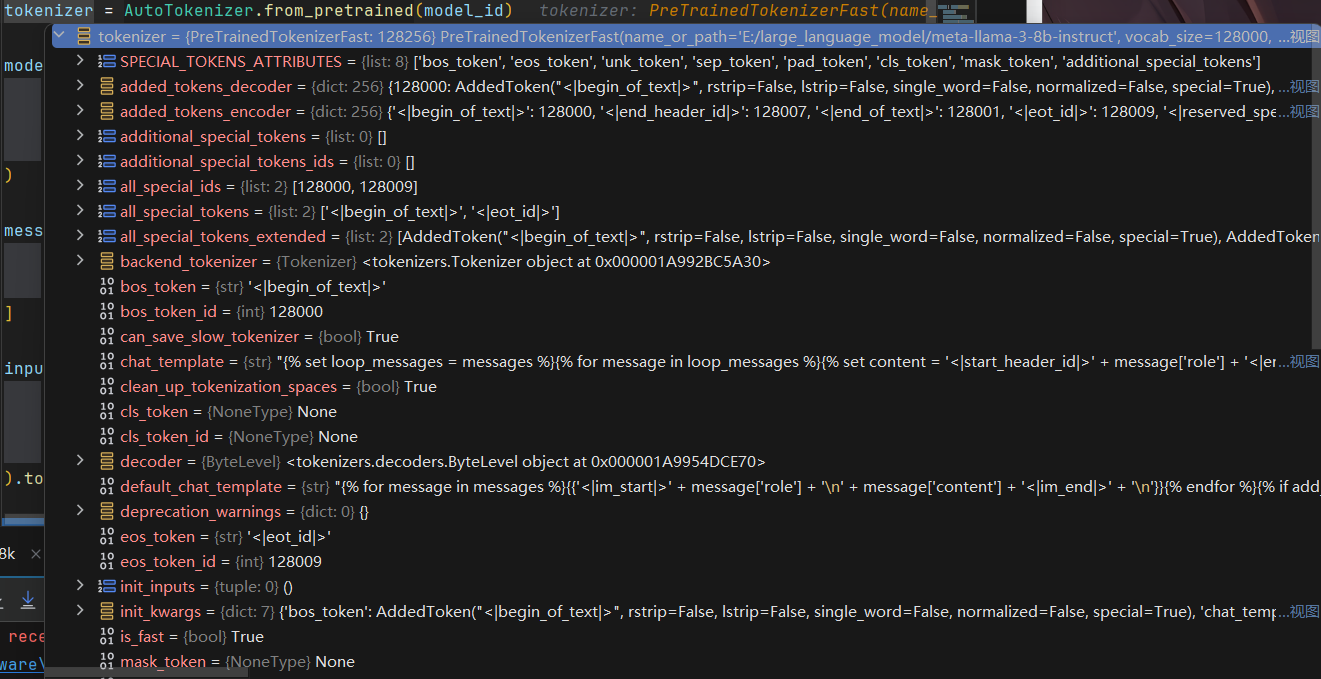 tokenizer = AutoTokenizer.from_pretrained(model_id) tokenizer: PreTrainedTokenizerFast(name_
tokenizer = {PreTrainedTokenizerFast: 128256} PreTrainedTokenizerFast(name_or_path='E:/large_language_model/meta-llama-3-8b-instruct', vocab_size=128000, ...视图
mode
SPECIAL_TOKENS_ATTRIBUTES = {list: 8} ['bos_token', 'eos_token', 'unk_token', 'sep_token', 'pad_token', 'cls_token', 'mask_token', 'additional_special_tokens']
added_tokens_decoder = {dict: 256} {128000: AddedToken("<|begin_of_text|>", rstrip=False, lstrip=False, single_word=False, normalized=False, special=True), ...视图
added_tokens_encoder = {dict: 256} {'<|begin_of_text|>': 128000, '<|end_header_id|>': 128007, '<|end_of_text|>': 128001, '<|eot_id|>': 128009, '<|reserved_spe...视图
additional_special_tokens = {list: 0} []
additional_special_tokens_ids = {list: 0} []
)
all_special_ids = {list: 2} [128000, 128009]
all_special_tokens = {list: 2} ['<|begin_of_text|>', '<|eot_id|>']
mess
all_special_tokens_extended = {list: 2} [AddedToken("<|begin_of_text|>", rstrip=False, lstrip=False, single_word=False, normalized=False, special=True), AddedToken
backend_tokenizer = {Tokenizer} <tokenizers.Tokenizer object at 0x000001A992BC5A30>
bos_token = {str} '<|begin_of_text|>'
bos_token_id = {int} 128000
]
can_save_slow_tokenizer = {bool} True
chat_template = {str} "{% set loop_messages = messages %}{% for message in loop_messages %}{% set content = '<|start_header_id|>' + message['role'] + '<|er...视图
inpu
clean_up_tokenization_spaces = {bool} True
cls_token = {NoneType} None
cls_token_id = {NoneType} None
decoder = {ByteLevel} <tokenizers.decoders.ByteLevel object at 0x000001A9954DCE70>
).to
default_chat_template = {str} "{% for message in messages %}{{'<|im_start|>' + message['role'] + '\n' + message['content'] + '<|im_end|>' + '\n'}}{% endfor %}{% if add_
deprecation_warnings = {dict: 0} {}
eos_token = {str} '<|eot_id|>'
8k ×
eos_token_id = {int} 128009
init_inputs = {tuple: 0} ()
init_kwargs = {dict: 7} {'bos_token': AddedToken("<|begin_of_text|>", rstrip=False, lstrip=False, single_word=False, normalized=False, special=True), 'chat_temp...视图
rece
is_fast = {bool} True
ware\
mask_token = {NoneType} None